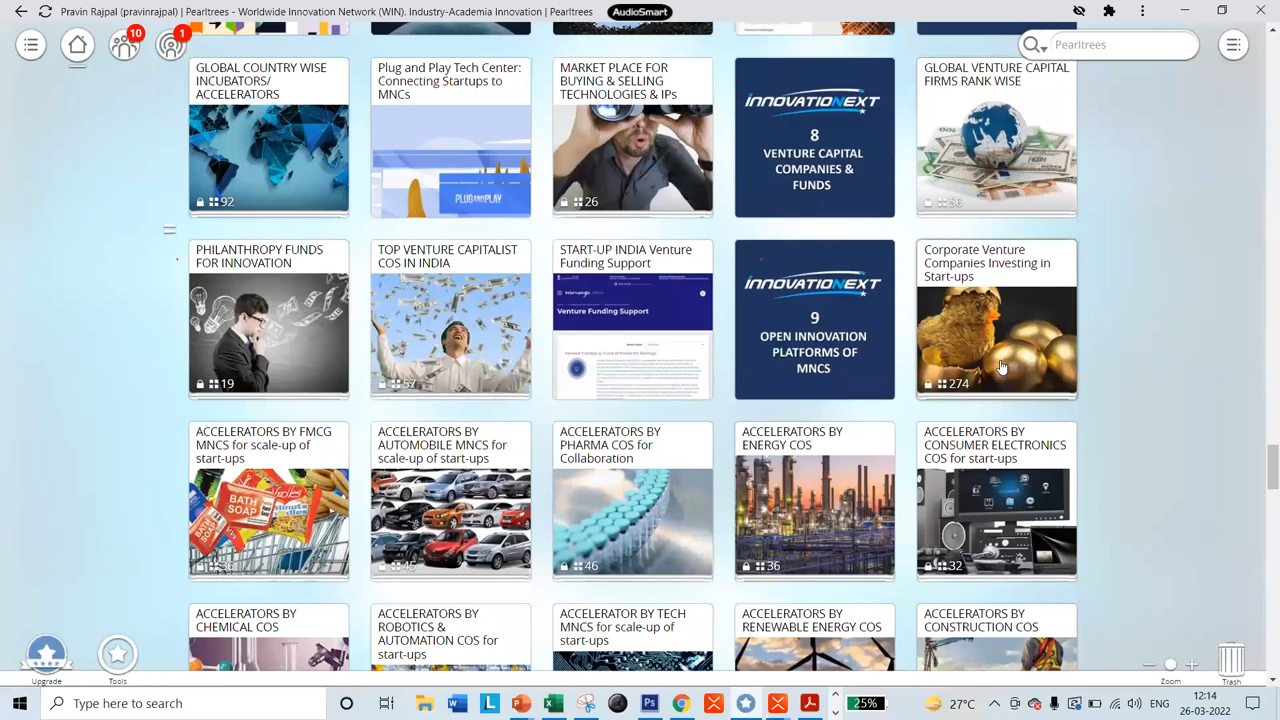 Pravin Rajpal (pravinrajpal) | Pearltrees - Worldwide Innovation Network (WIN). Industry-Academia Innovation | Pearltrees
AudioSmart
10
1
Pearltrees
GLOBAL COUNTRY WISE
INCUBATORS/
ACCELERATORS
92
Plug and Play Tech Center:
Connecting Startups to
MNCs
PLUGANDPLAY
MARKET PLACE FOR
BUYING & SELLING
TECHNOLOGIES & IPs
26
INNOVATIONEXT
8
VENTURE CAPITAL
COMPANIES &
FUNDS
GLOBAL VENTURE CAPITAL
FIRMS RANK WISE
PHILANTHROPY FUNDS
FOR INNOVATION
TOP VENTURE CAPITALIST
COS IN INDIA
START-UP INDIA Venture
Funding Support
Venture Funding Support
INNOVATIONEXT
9
OPEN INNOVATION
PLATFORMS OF
MNCS
Corporate Venture
Companies Investing in
Start-ups
274
ACCELERATORS BY FMCG
MNCS for scale-up of
start-ups
BATH
SOAP
36
ACCELERATORS BY
AUTOMOBILE MNCS for
scale-up of start-ups
45
ACCELERATORS BY
PHARMA COS for
Collaboration
46
ACCELERATORS BY
ENERGY COS
36
ACCELERATORS BY
CONSUMER ELECTRONICS
COS for start-ups
32
ACCELERATORS BY
CHEMICAL COS
ACCELERATORS BY
ROBOTICS &
AUTOMATION COS for
start-ups
ACCELERATOR BY TECH
MNCS for scale-up of
start-ups
ACCELERATORS BY
RENEWABLE ENERGY COS
ACCELERATORS BY
CONSTRUCTION COS
Upgrade
Tools
Zoom
Trash
Type here to search
25%
27°C
ENG
12:14
26-03-2022